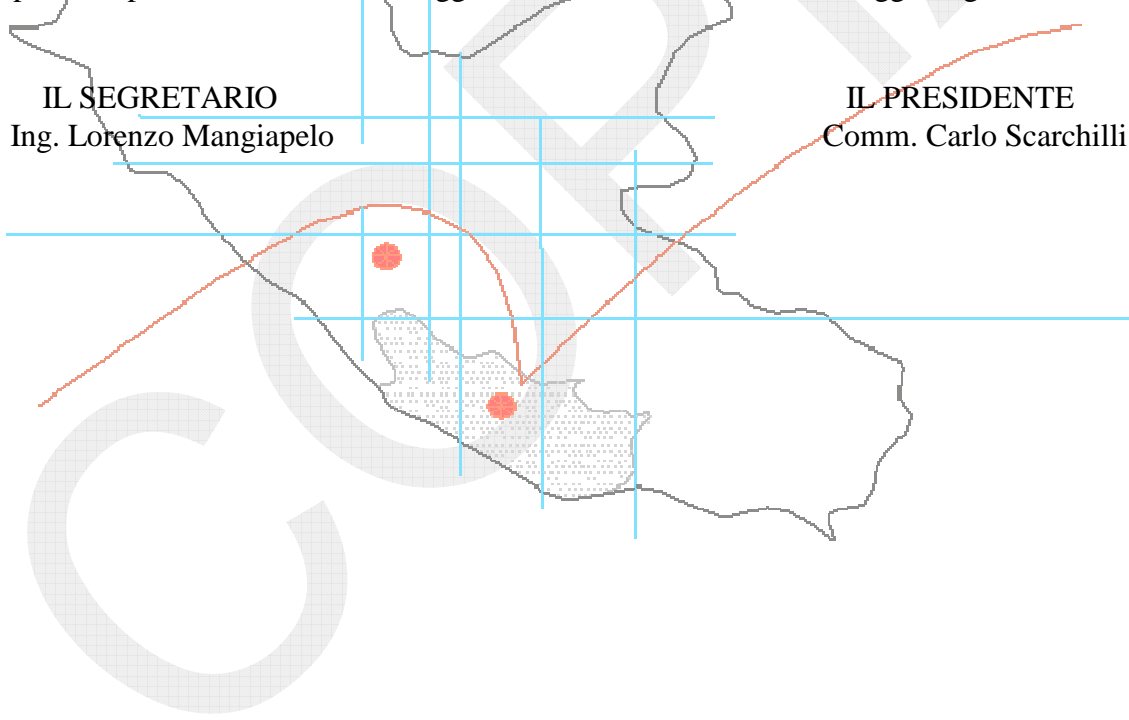 IL SEGRETARIO
Ing. Lorenzo Mangiapelo
IL PRESIDENTE
Comm. Carlo Scarchilli